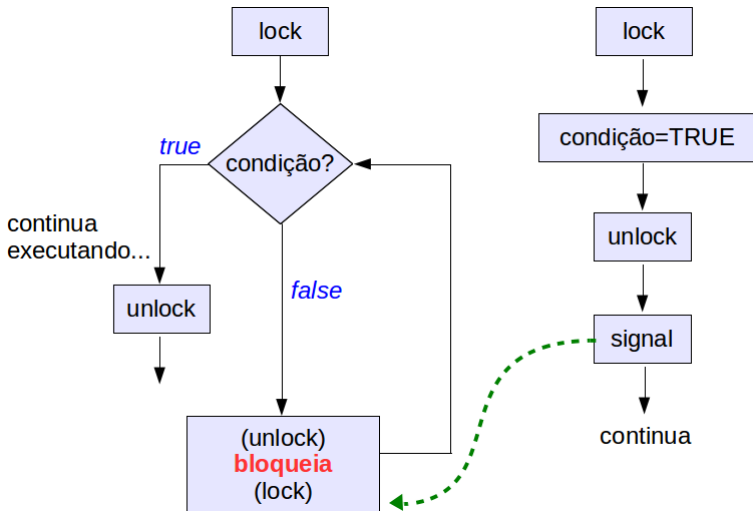 lock
condição?
true
continua
executando...
unlock
false
(unlock)
bloqueia
(lock)
lock
condição=TRUE
unlock
signal
continua